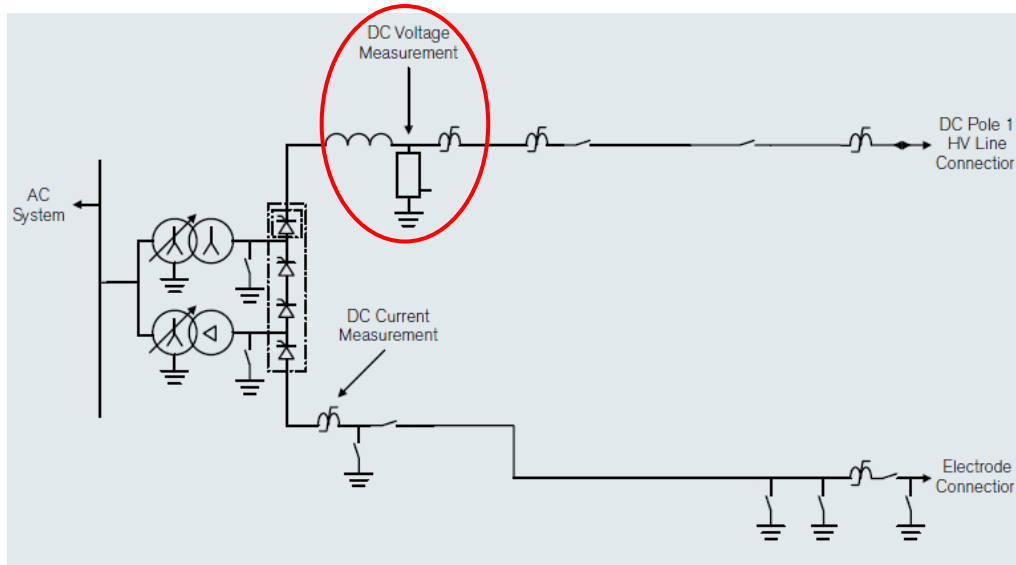 DC Voltage
Measurement
DC Pole 1
HV Line
Connection
AC
System
DC Current
Measurement
Electrode
Connection